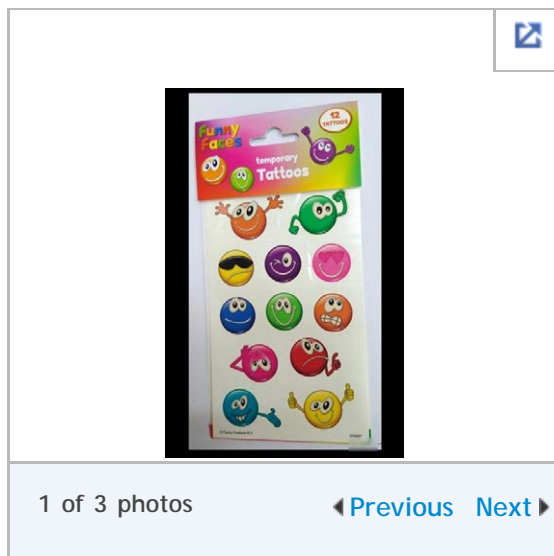 Funny
Faces
12
TATTOOS
temporary
Tattoos
1 of 3 photos
Previous Next